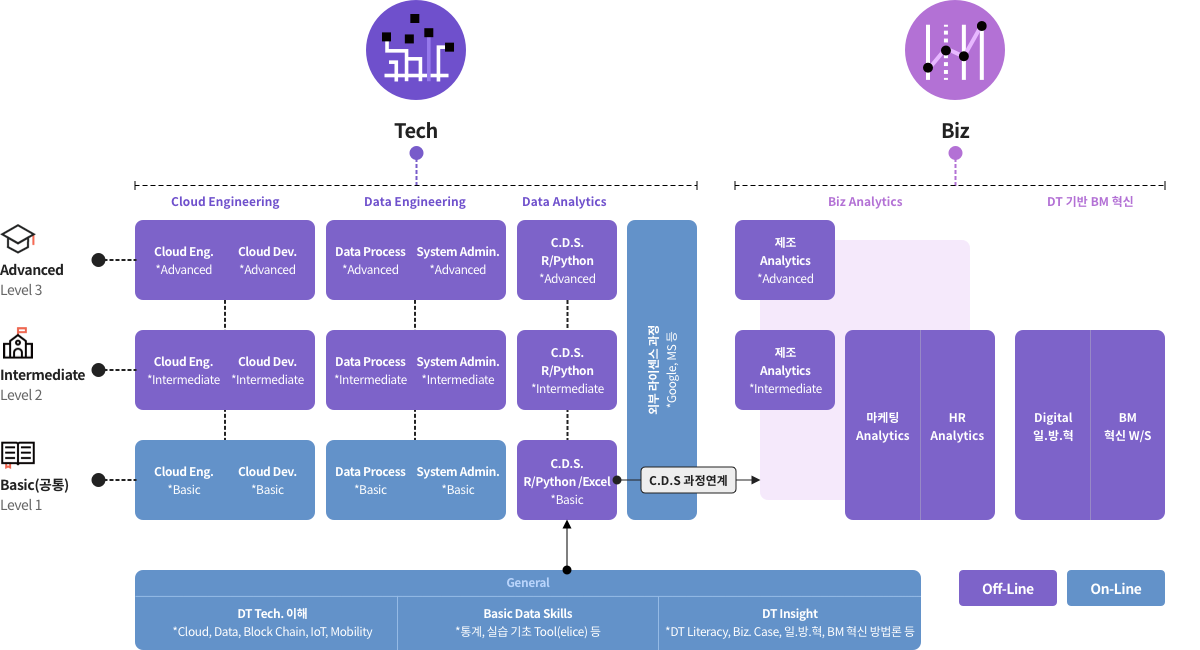 Tech
Biz
Cloud Engineering
Data Engineering
Data Analytics
Biz Analytics
DT 기반 BM 혁신
Advanced
Level 3
Cloud Eng.
*Advanced
Cloud Dev.
*Advanced
Data Process
*Advanced
System Admin.
*Advanced
C.D.S.
R/Python
*Advanced
외부 라이센스 과정
*Google, MS 등
제조
Analytics
*Advanced
Intermediate
Level 2
Cloud Eng.
*Intermediate
Cloud Dev.
*Intermediate
Data Process
*Intermediate
System Admin.
*Intermediate
C.D.S.
R/Python
*Intermediate
제조
Analytics
*Intermediate
마케팅
Analytics
HR
Analytics
Digital
일.방.혁
BM
혁신 W/S
Basic(공통)
Level 1
Cloud Eng.
*Basic
Cloud Dev.
*Basic
Data Process
*Basic
System Admin.
*Basic
C.D.S.
R/Python /Excel
*Basic
C.D.S 과정연계
General
DT Tech. 이해
*Cloud, Data, Block Chain, IoT, Mobility
Basic Data Skills
*통계, 실습 기초 Tool(elice) 등
DT Insight
*DT Literacy, Biz. Case, 일.방.혁, BM 혁신 방법론 등
Off-Line
On-Line